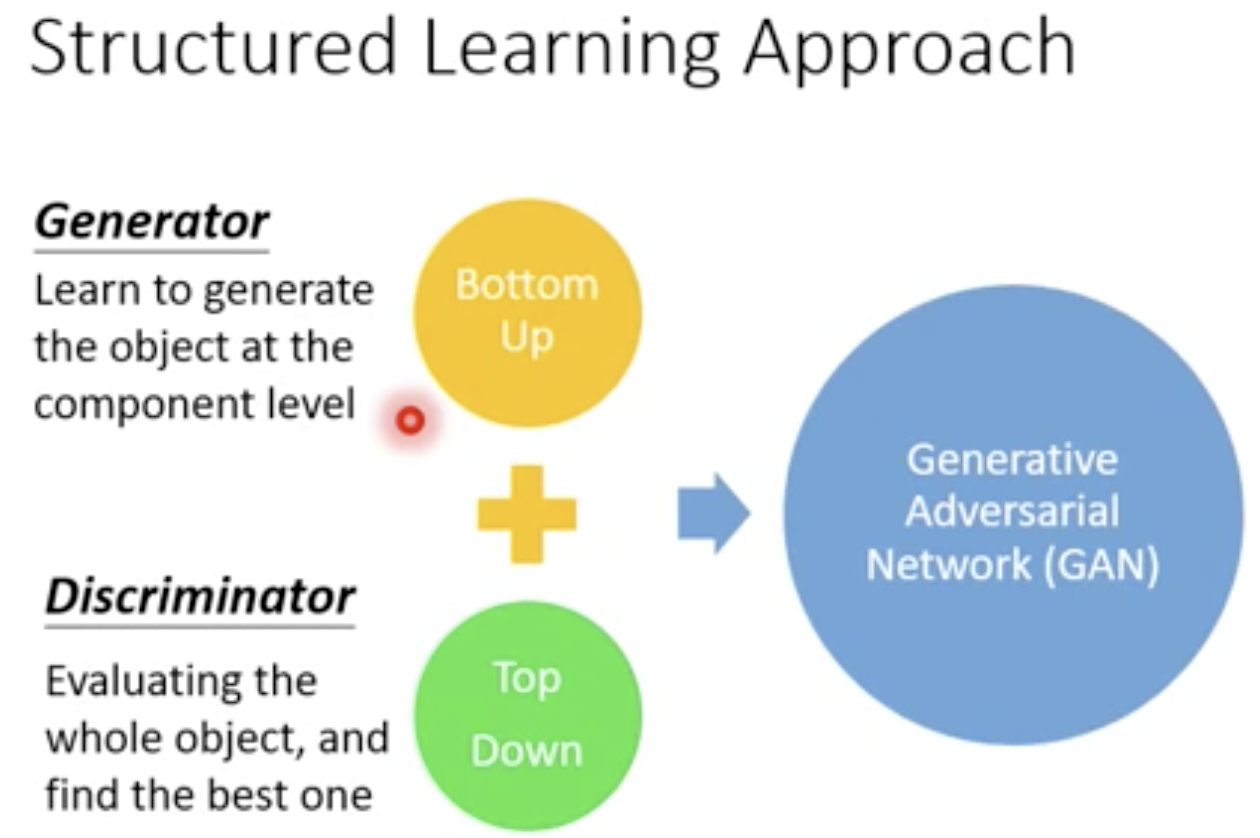 Structured Learning Approach
Generator
Learn to generate
the object at the
component level
Bottom
Up
Discriminator
Evaluating the
whole object, and
find the best one
Top
Down
Generative
Adversarial
Network (GAN)